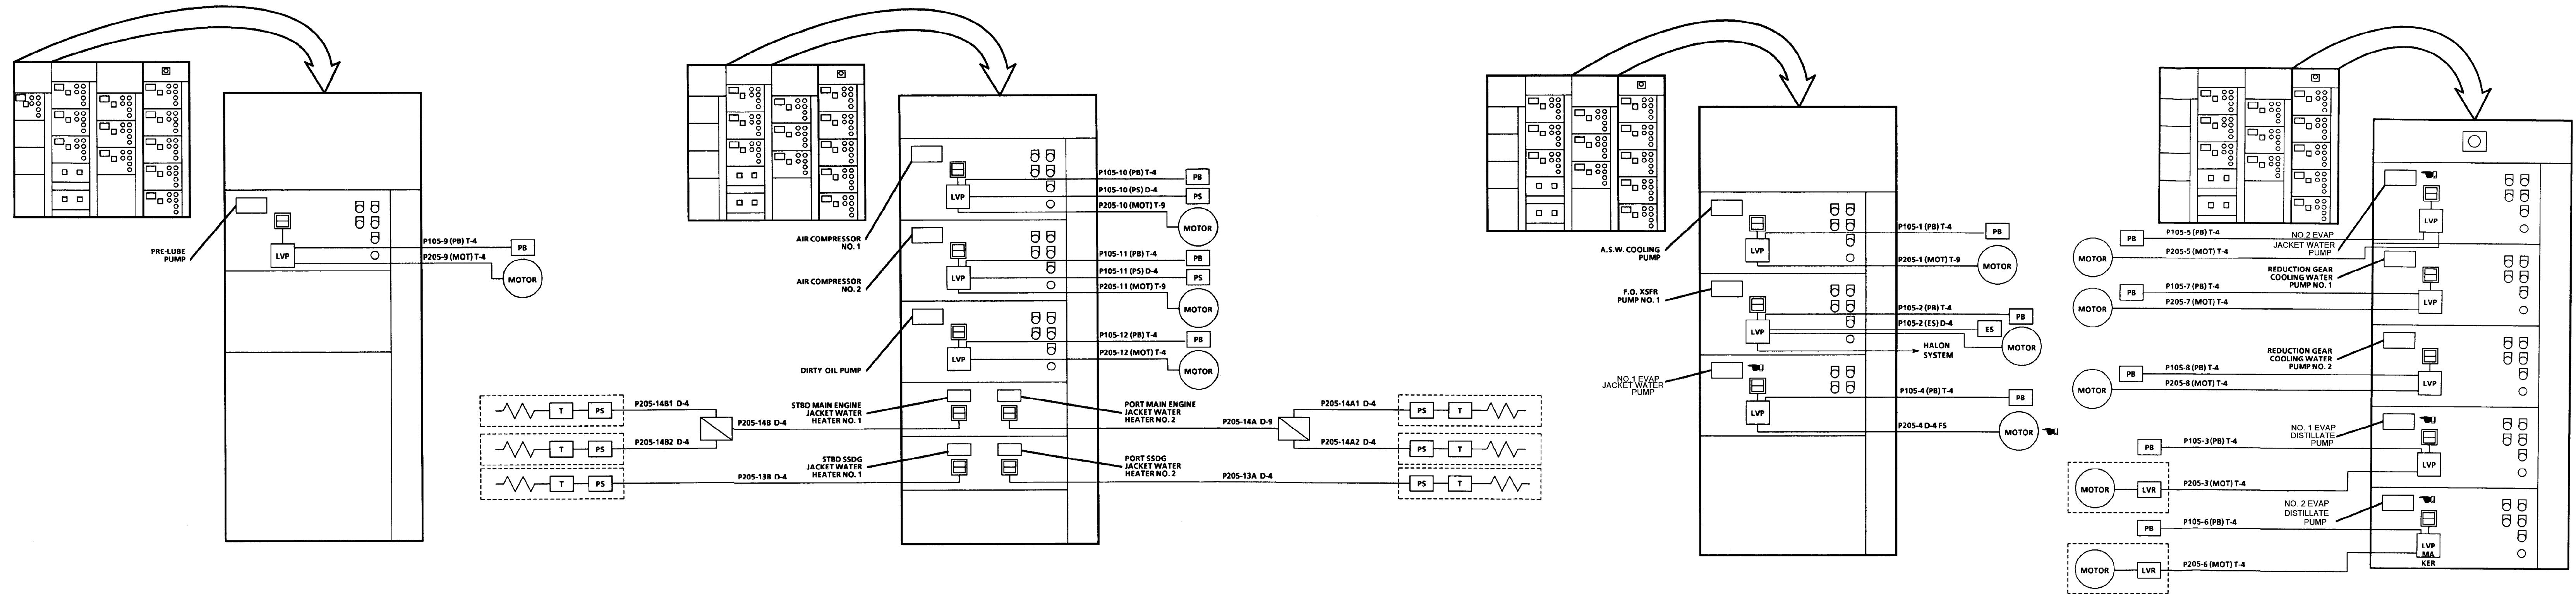 PRE-LUBE
PUMP
LVP
P105-9 (PB) T-4
PB
P205-9 (MOT) T-4
MOTOR
AIR COMPRESSOR
NO. 1
LVP
P105-10 (PB) T-4
PB
P105-10 (PS) D-4
PS
P205-10 (MOT) T-9
MOTOR
AIR COMPRESSOR
NO. 2
LVP
P105-11 (PB) T-4
PB
P105-11 (PS) D-4
PS
P205-11 (MOT) T-9
MOTOR
DIRTY OIL PUMP
LVP
P105-12 (PB) T-4
PB
P205-12 (MOT) T-4
MOTOR
T
PS
P205-14B1 D-4
T
PS
P205-14B2 D-4
P205-14B D-4
STBD MAIN ENGINE
JACKET WATER
HEATER NO. 1
PORT MAIN ENGINE
JACKET WATER
HEATER NO. 2
P205-14A D-9
P205-14A1 D-4
PS
T
P205-14A2 D-4
PS
T
T
PS
P205-13B D-4
STBD SSDG
JACKET WATER
HEATER NO. 1
PORT SSDG
JACKET WATER
HEATER NO. 2
P205-13A D-4
PS
T
A.S.W. COOLING
PUMP
LVP
P105-1 (PB) T-4
PB
P205-1 (MOT) T-9
MOTOR
F.O. XSFR
PUMP NO. 1
LVP
P105-2 (PB) T-4
PB
P105-2 (ES) D-4
ES
MOTOR
HALON
SYSTEM
NO.1 EVAP
JACKET WATER
PUMP
LVP
P105-4 (PB) T-4
PB
P205-4 D-4 FS
MOTOR
LVP
PB
P105-5 (PB) T-4
NO.2 EVAP
JACKET WATER
PUMP
MOTOR
P205-5 (MOT) T-4
REDUCTION GEAR
COOLING WATER
PUMP NO. 1
PB
P105-7 (PB) T-4
LVP
MOTOR
P205-7 (MOT) T-4
REDUCTION GEAR
COOLING WATER
PUMP NO. 2
PB
P105-8 (PB) T-4
LVP
MOTOR
P205-8 (MOT) T-4
NO. 1 EVAP
DISTILLATE
PUMP
PB
P105-3 (PB) T-4
LVP
MOTOR
LVR
P205-3 (MOT) T-4
NO. 2 EVAP
DISTILLATE
PUMP
PB
P105-6 (PB) T-4
LVP
MA
KER
MOTOR
LVR
P205-6 (MOT) T-4